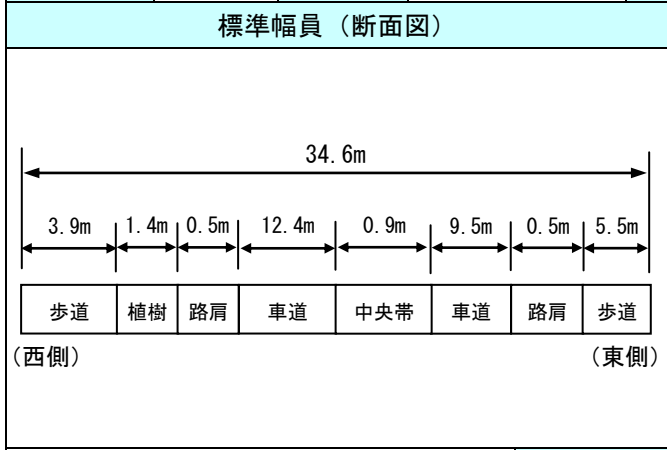 標準幅員（断面図）
34.6m
3.9m 1.4m 0.5m 12.4m 0.9m 9.5m 0.5m 5.5m
歩道 植樹 路肩 車道 中央帯 車道 路肩 歩道
（西側） （東側）